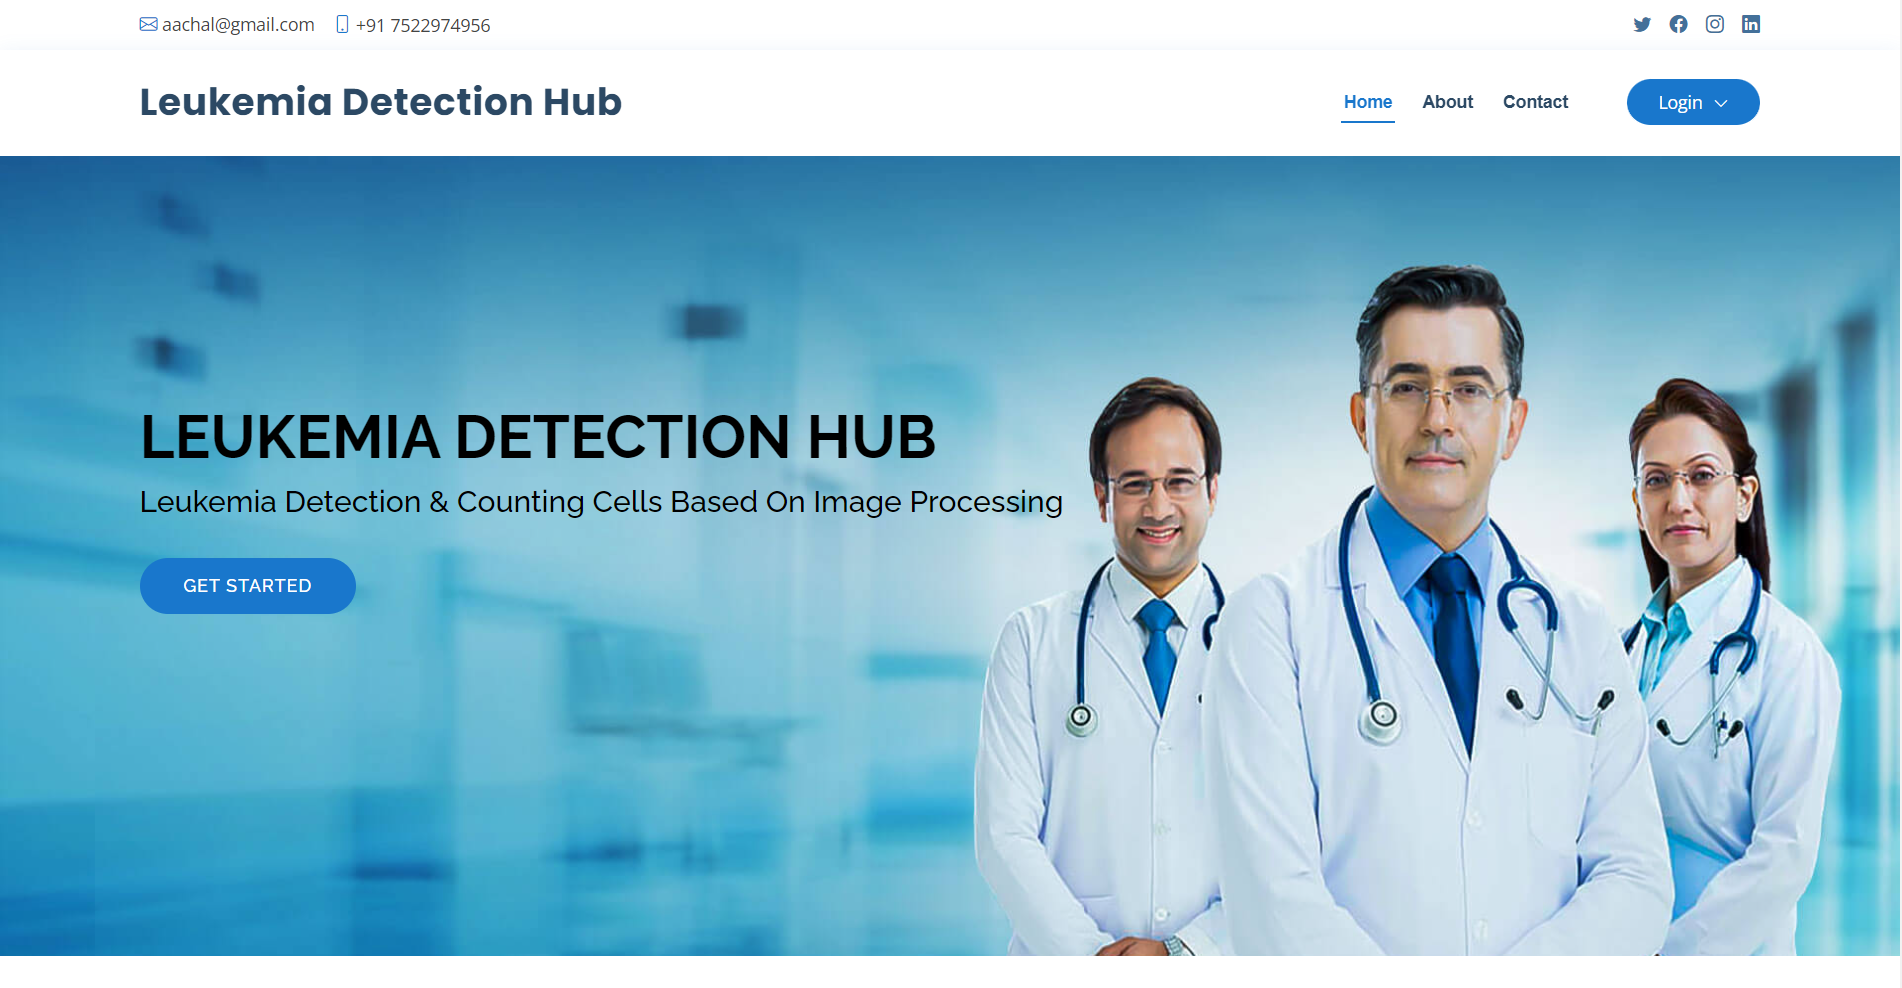 aachal@gmail.com +91 7522974956
Leukemia Detection Hub
Home About Contact Login
LEUKEMIA DETECTION HUB
Leukemia Detection & Counting Cells Based On Image Processing
GET STARTED